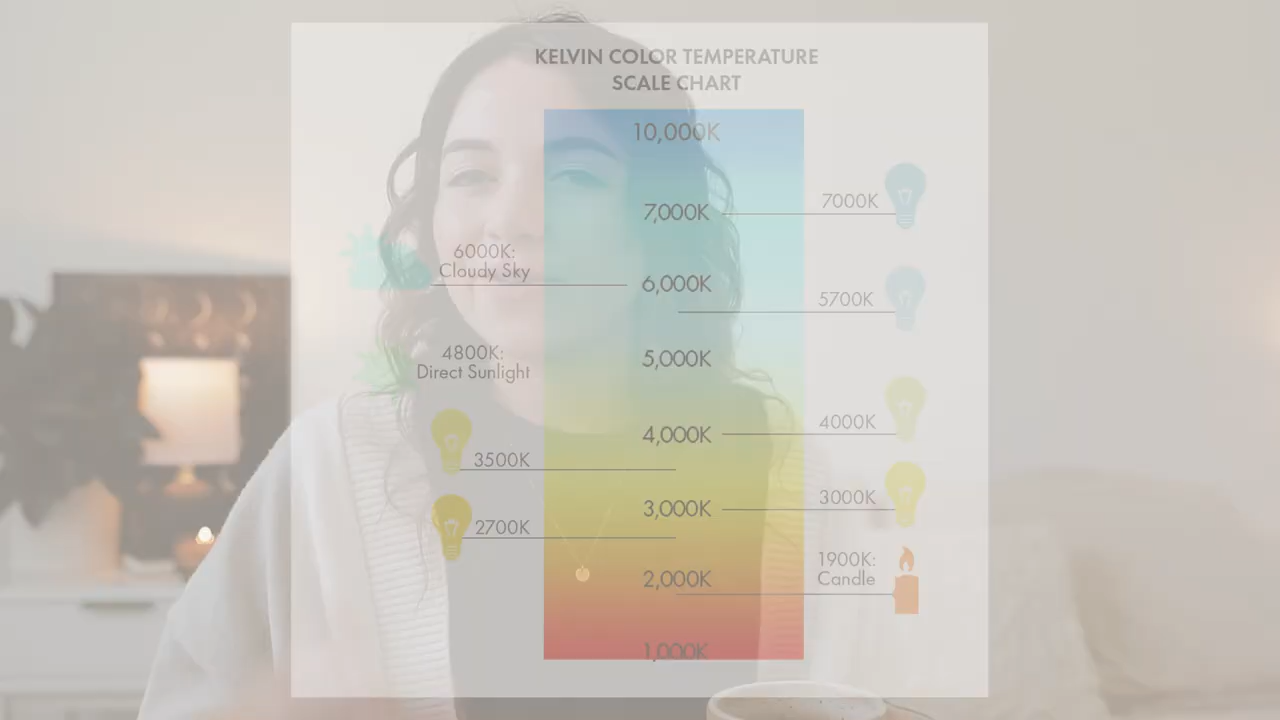 KELVIN COLOR TEMPERATURE
SCALE CHART
10,000K
7,000K
7000K
6000K:
Cloudy Sky
6,000K
5700K
4800K:
Direct Sunlight
5,000K
4,000K
4000K
3500K
3,000K
3000K
2700K
1900K:
Candle
2,000K
1,000K